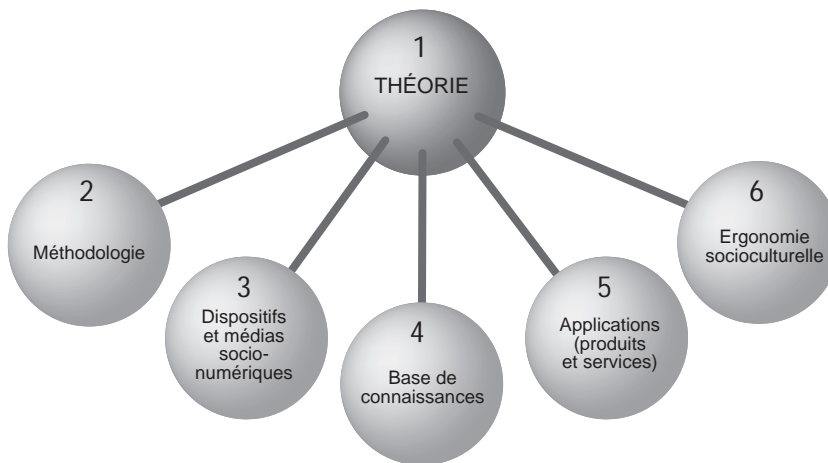 1
THÉORIE
2
Méthodologie
3
Dispositifs
et médias
socio-
numériques
4
Base de
connaissances
5
Applications
(produits
et services)
6
Ergonomie
socioculturelle